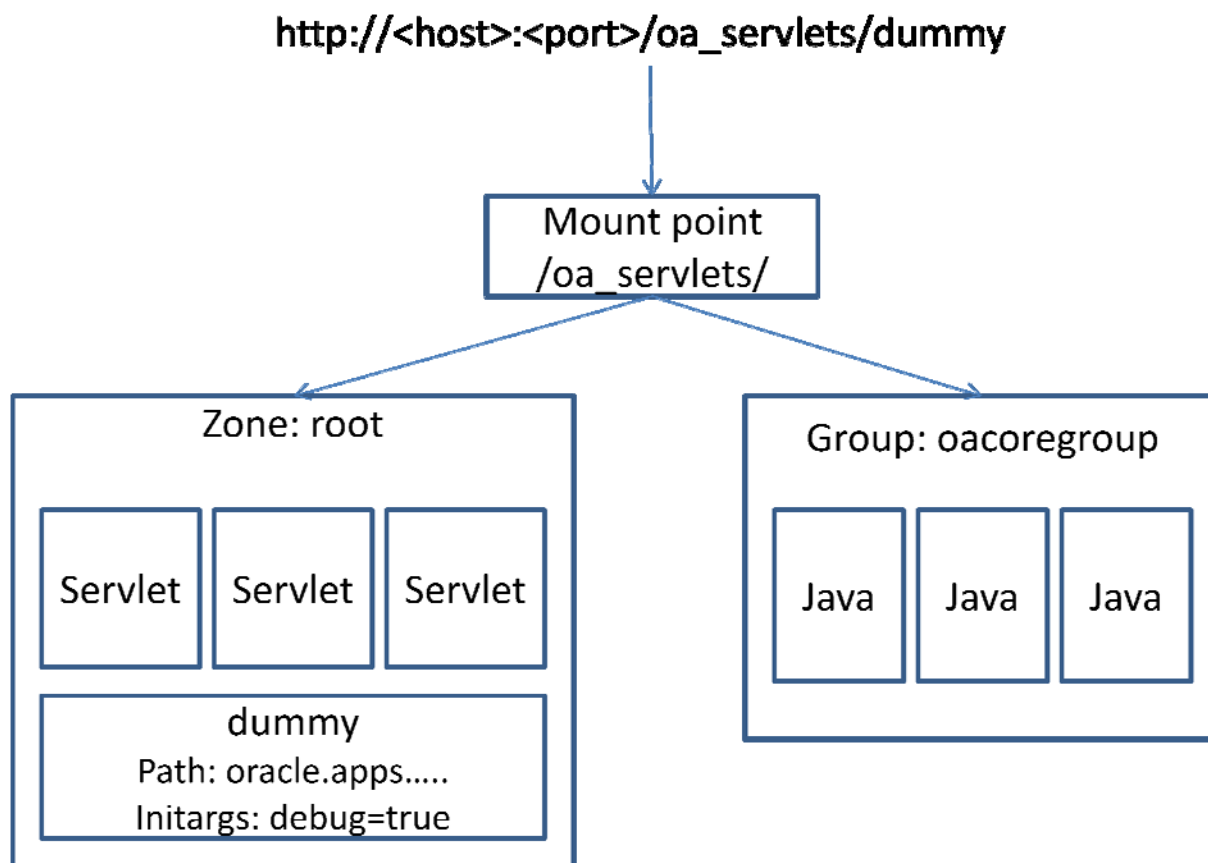 http://<host>:<port>/oa_servlets/dummy
Mount point
/oa_servlets/
Zone: root
Servlet
Servlet
Servlet
dummy
Path: oracle.apps.....
Initargs: debug=true
Group: oacoregroup
Java
Java
Java